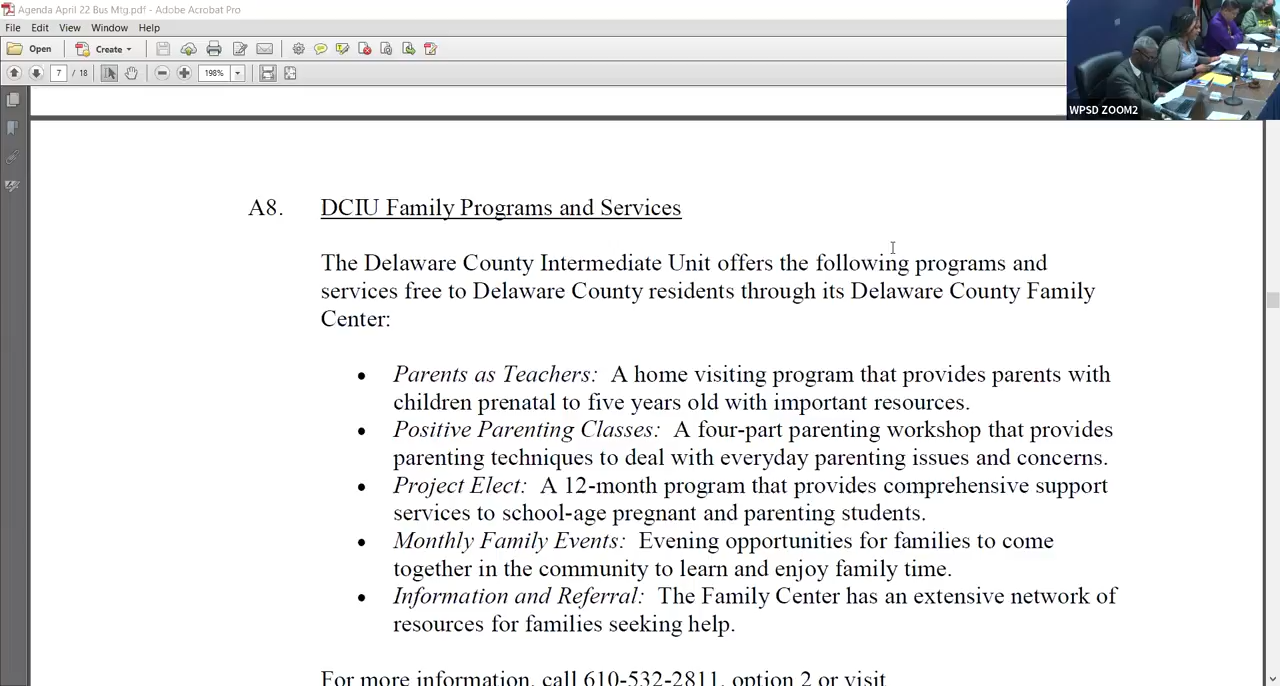 Agenda April 22 Bus Mtg.pdf - Adobe Acrobat Pro
File Edit View Window Help
Open Create
7 / 18 198%
WPSD ZOOM2
A8. DCIU Family Programs and Services
The Delaware County Intermediate Unit offers the following programs and
services free to Delaware County residents through its Delaware County Family
Center:
• Parents as Teachers: A home visiting program that provides parents with
children prenatal to five years old with important resources.
• Positive Parenting Classes: A four-part parenting workshop that provides
parenting techniques to deal with everyday parenting issues and concerns.
• Project Elect: A 12-month program that provides comprehensive support
services to school-age pregnant and parenting students.
• Monthly Family Events: Evening opportunities for families to come
together in the community to learn and enjoy family time.
• Information and Referral: The Family Center has an extensive network of
resources for families seeking help.
For more information, call 610-532-2811, option 2 or visit